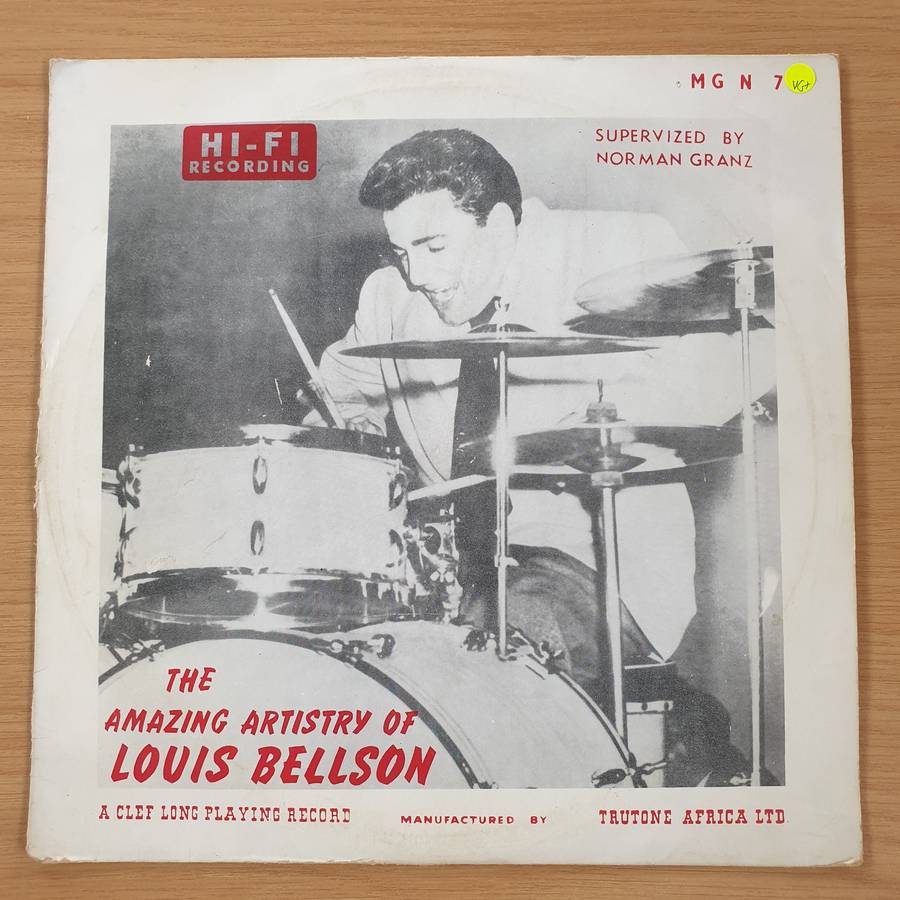 MG N 7
VG+
HI-FI
RECORDING
SUPERVIZED BY
NORMAN GRANZ
THE
AMAZING ARTISTRY OF
LOUIS BELLSON
A CLEF LONG PLAYING RECORD MANUFACTURED BY TRUTONE AFRICA LTD.